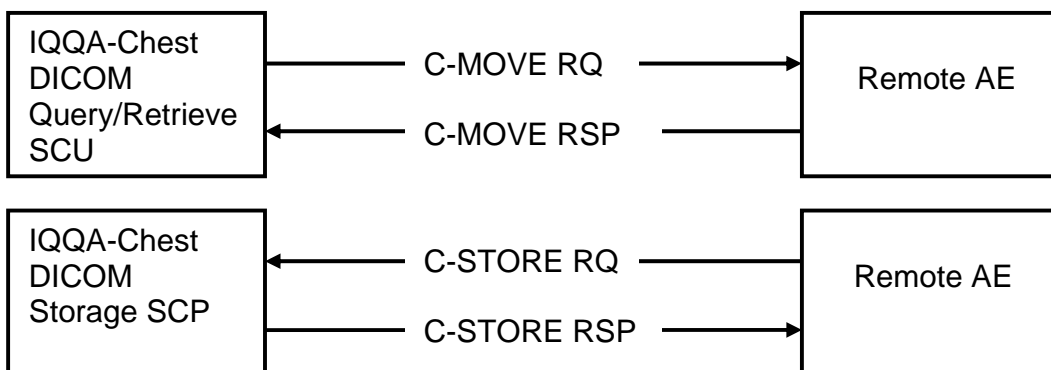 IQQA-Chest
DICOM
Query/Retrieve
SCU
C-MOVE RQ
C-MOVE RSP
Remote AE
IQQA-Chest
DICOM
Storage SCP
C-STORE RQ
C-STORE RSP
Remote AE